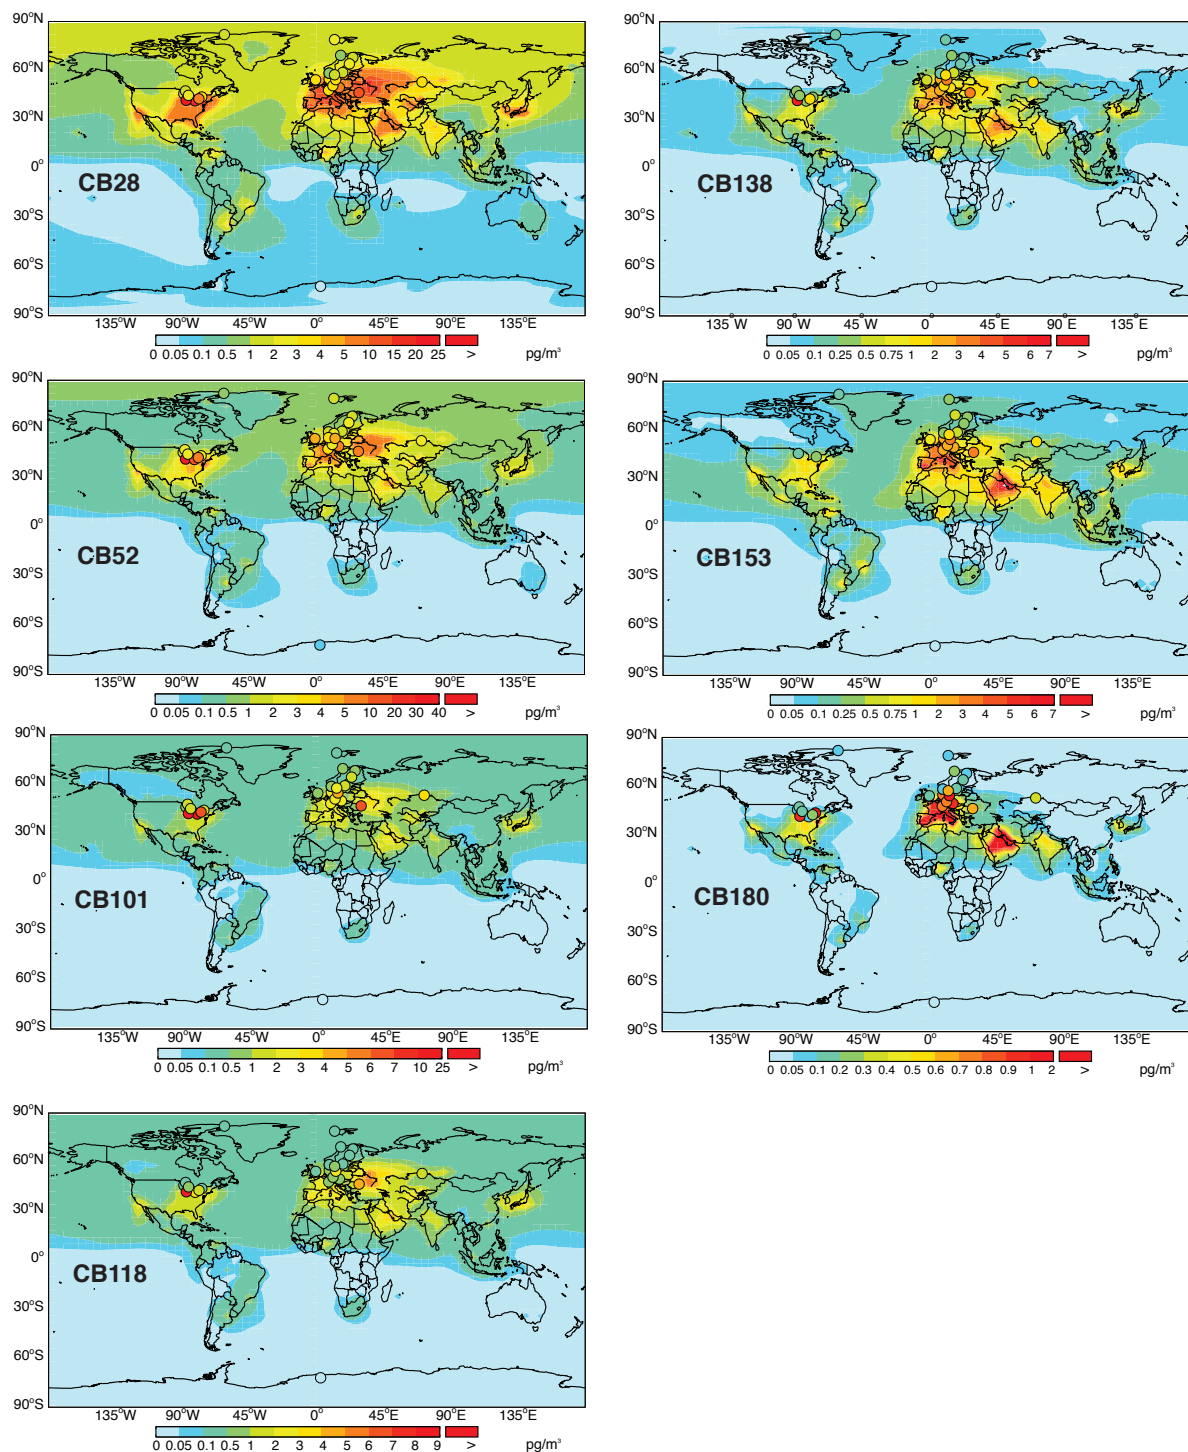 90°N
60°N
30°N
0°
30°S
60°S
90°S
CB28
135°W 90°W 45°W 0° 45°E 90°E 135°E
0 0.05 0.1 0.5 1 2 3 4 5 10 15 20 25 > pg/m³
90°N
60°N
30°N
0°
30°S
60°S
90°S
CB138
135°W 90°W 45°W 0° 45°E 90°E 135°E
0 0.05 0.1 0.25 0.5 0.75 1 2 3 4 5 6 7 > pg/m³
90°N
60°N
30°N
0°
30°S
60°S
90°S
CB52
135°W 90°W 45°W 0° 45°E 90°E 135°E
0 0.05 0.1 0.5 1 2 3 4 5 10 20 30 40 > pg/m³
90°N
60°N
30°N
0°
30°S
60°S
90°S
CB153
135°W 90°W 45°W 0° 45°E 90°E 135°E
0 0.05 0.1 0.25 0.5 0.75 1 2 3 4 5 6 7 > pg/m³
90°N
60°N
30°N
0°
30°S
60°S
90°S
CB101
135°W 90°W 45°W 0° 45°E 90°E 135°E
0 0.05 0.1 0.5 1 2 3 4 5 6 7 10 25 > pg/m³
90°N
60°N
30°N
0°
30°S
60°S
90°S
CB180
135°W 90°W 45°W 0° 45°E 90°E 135°E
0 0.05 0.1 0.2 0.3 0.4 0.5 0.6 0.7 0.8 0.9 1 2 > pg/m³
90°N
60°N
30°N
0°
30°S
60°S
90°S
CB118
135°W 90°W 45°W 0° 45°E 90°E 135°E
0 0.05 0.1 0.5 1 2 3 4 5 6 7 8 9 > pg/m³